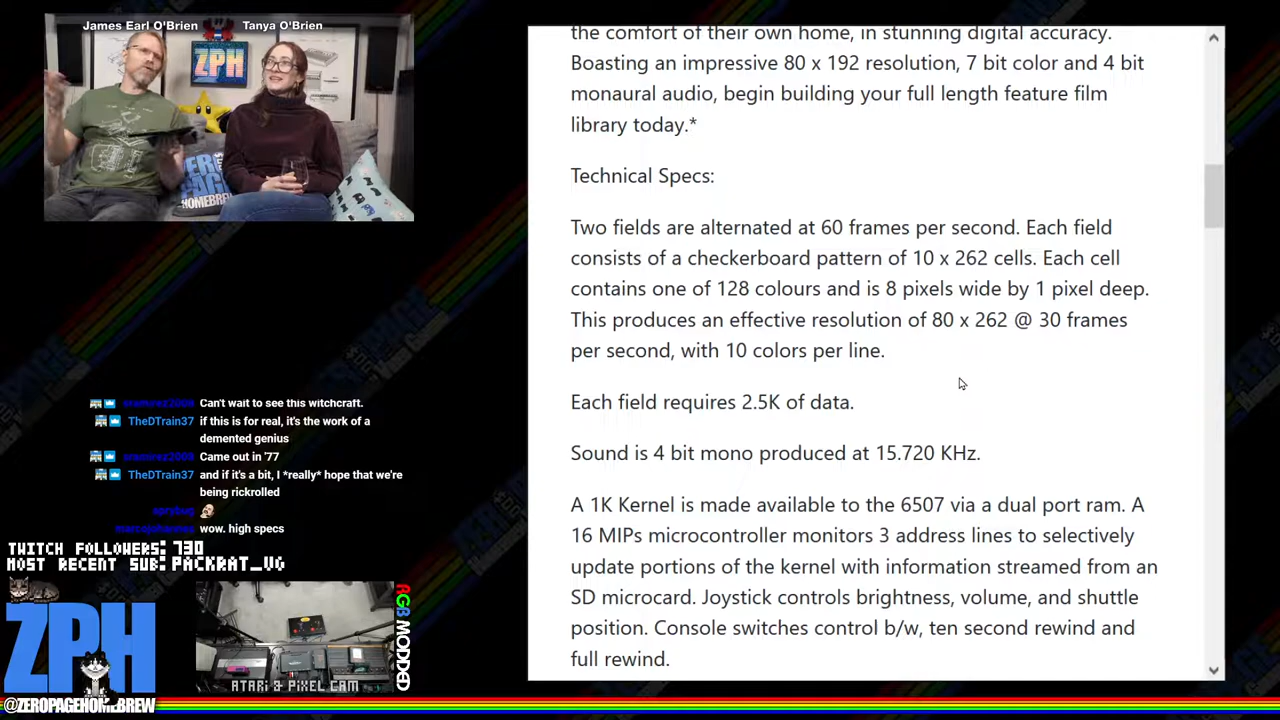 James Earl O'Brien
Tanya O'Brien
ZPH
HOMEBREW
the comfort of their own home, in stunning digital accuracy.
Boasting an impressive 80 x 192 resolution, 7 bit color and 4 bit
monaural audio, begin building your full length feature film
library today.*
Technical Specs:
Two fields are alternated at 60 frames per second. Each field
consists of a checkerboard pattern of 10 x 262 cells. Each cell
contains one of 128 colours and is 8 pixels wide by 1 pixel deep.
This produces an effective resolution of 80 x 262 @ 30 frames
per second, with 10 colors per line.
Each field requires 2.5K of data.
Sound is 4 bit mono produced at 15.720 KHz.
A 1K Kernel is made available to the 6507 via a dual port ram. A
16 MIPs microcontroller monitors 3 address lines to selectively
update portions of the kernel with information streamed from an
SD microcard. Joystick controls brightness, volume, and shuttle
position. Console switches control b/w, ten second rewind and
full rewind.
Can't wait to see this witchcraft.
TheDTrain37 if this is for real, it's the work of a
demented genius
Came out in '77
TheDTrain37 and if it's a bit, I *really* hope that we're
being rickrolled
wow. high specs
TWITCH FOLLOWERS: 730
MOST RECENT SUB: PACKRAT_VG
ZPH
@ZEROPAGEHOMEBREW
ATARI & PIXEL CAM
RGB MODDED